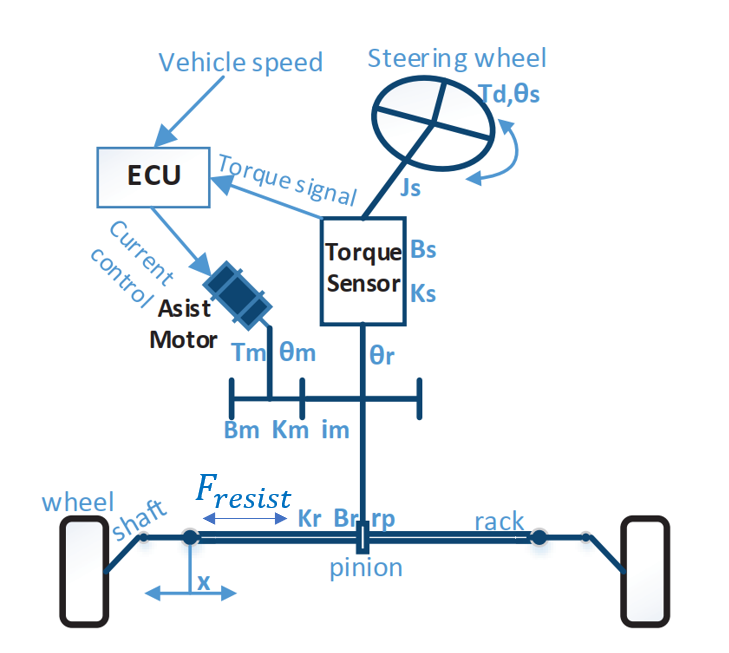 Steering wheel
Vehicle speed
Td,θs
ECU
Torque signal
Js
Torque
Sensor
Bs
Ks
Current
control
Asist
Motor
Tm θm
θr
Bm Km im
wheel
shaft
Fresist
Kr Br rp
rack
pinion
x